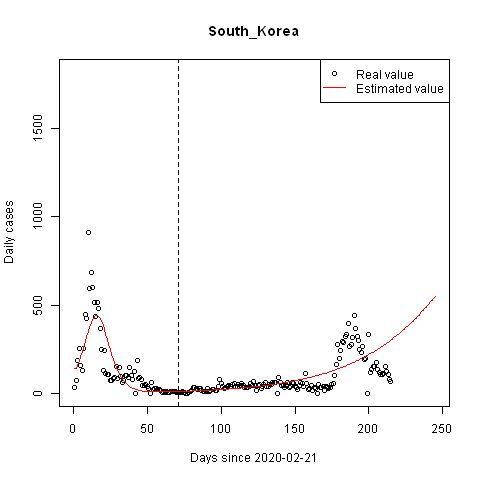 South_Korea
Real value
Estimated value
Daily cases
1500
1000
500
0
0 50 100 150 200 250
Days since 2020-02-21